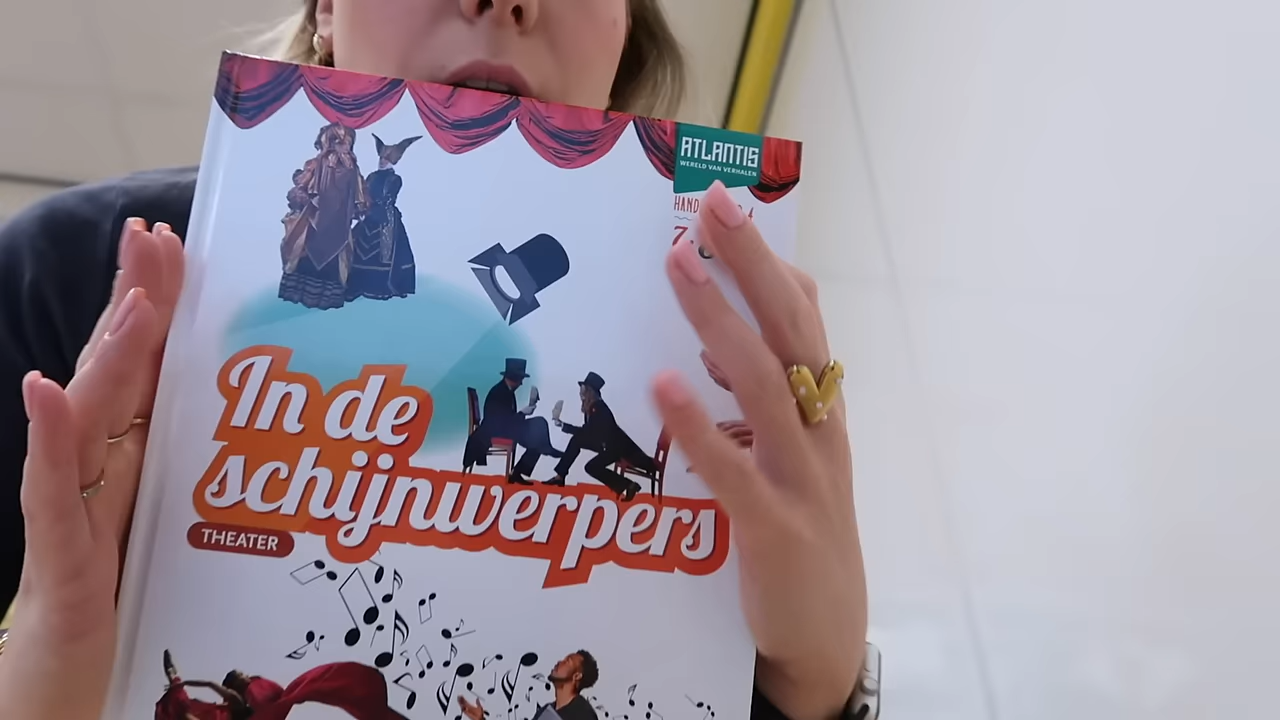 ATLANTIS
WERELD VAN VERHALEN
In de
schijnwerpers
THEATER